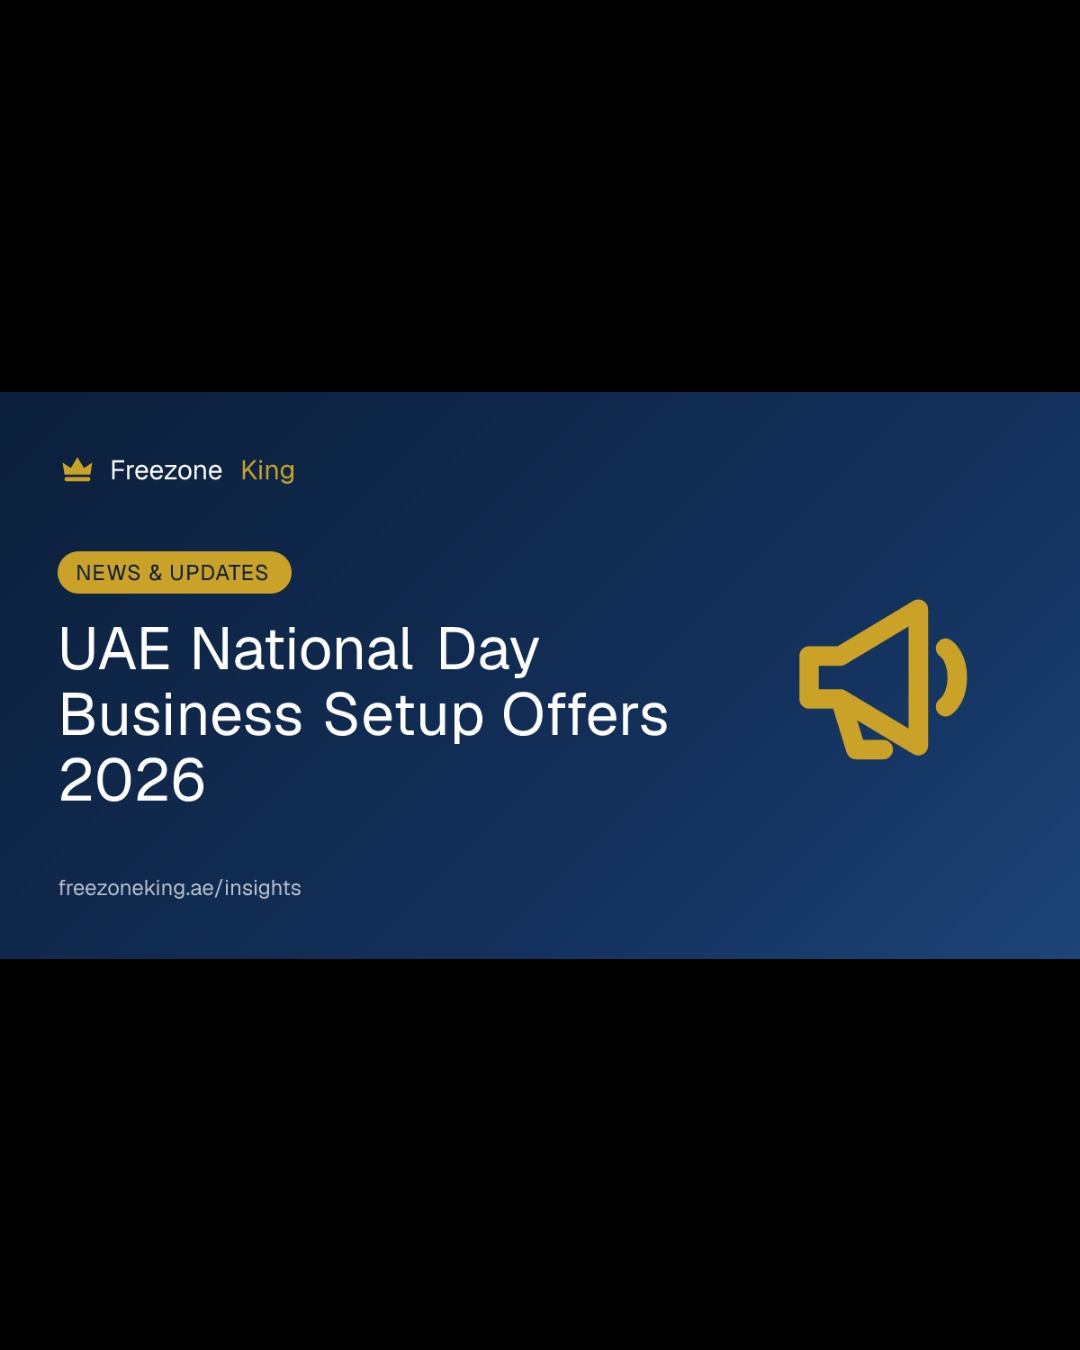 Freezone King
NEWS & UPDATES
UAE National Day
Business Setup Offers
2026
freezoneking.ae/insights